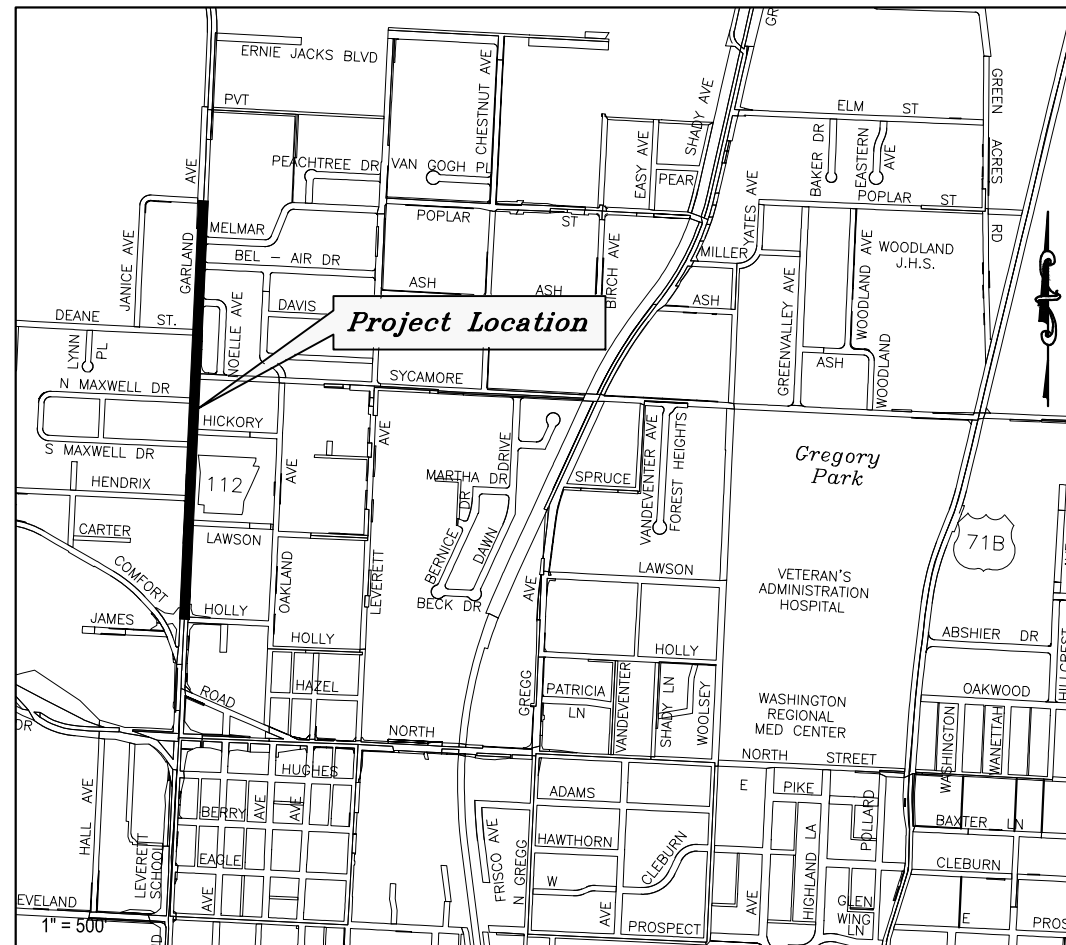 GRE
ERNIE JACKS BLVD
CHESTNUT AVE
SHADY AVE
GREEN ACRES RD
PVT
ELM ST
PEACHTREE DR
VAN GOGH PL
EASY AVE
PEAR
BAKER DR
EASTERN AVE
GARLAND AVE
JANICE AVE
MELMAR
POPLAR ST
BIRCH AVE
YATES AVE
MILLER
POPLAR ST
BEL - AIR DR
WOODLAND AVE
WOODLAND
J.H.S.
ASH
ASH
ASH
DAVIS
NOELLE AVE
DEANE ST.
LYNN PL
Project Location
GREENVALLEY AVE
ASH
WOODLAND
SYCAMORE
N MAXWELL DR
HICKORY
S MAXWELL DR
HENDRIX
112
AVE
AVE
MARTHA DR
DRIVE
SPRUCE
VANDEVENTER AVE
FOREST HEIGHTS
Gregory
Park
CARTER
LAWSON
COMFORT
OAKLAND
LEVERETT
BERNICE DR
DAWN
BECK DR
AVE
LAWSON
71B
VETERAN'S
ADMINISTRATION
HOSPITAL
JAMES
HOLLY
HOLLY
HOLLY
ABSHIER DR
HILLCREST
HAZEL
ROAD
PATRICIA
LN
GREGG
VANDEVENTER
SHADY LN
WOOLSEY
OAKWOOD
WASHINGTON
REGIONAL
MED CENTER
WASHINGTON
WANETTAH
DR
NORTH
NORTH STREET
HUGHES
HALL AVE
BERRY
AVE
AVE
ADAMS
E
PIKE
POLLARD
BAXTER LN
LEVERETT
SCHOOL
EAGLE
FRISCO AVE
N GREGG
HAWTHORN
CLEBURN
HIGHLAND LA
CLEBURN
W
AVE
AVE
AVE
GLEN
WING
LN
E
EVELAND
PROSPECT
PROS
1" = 500'